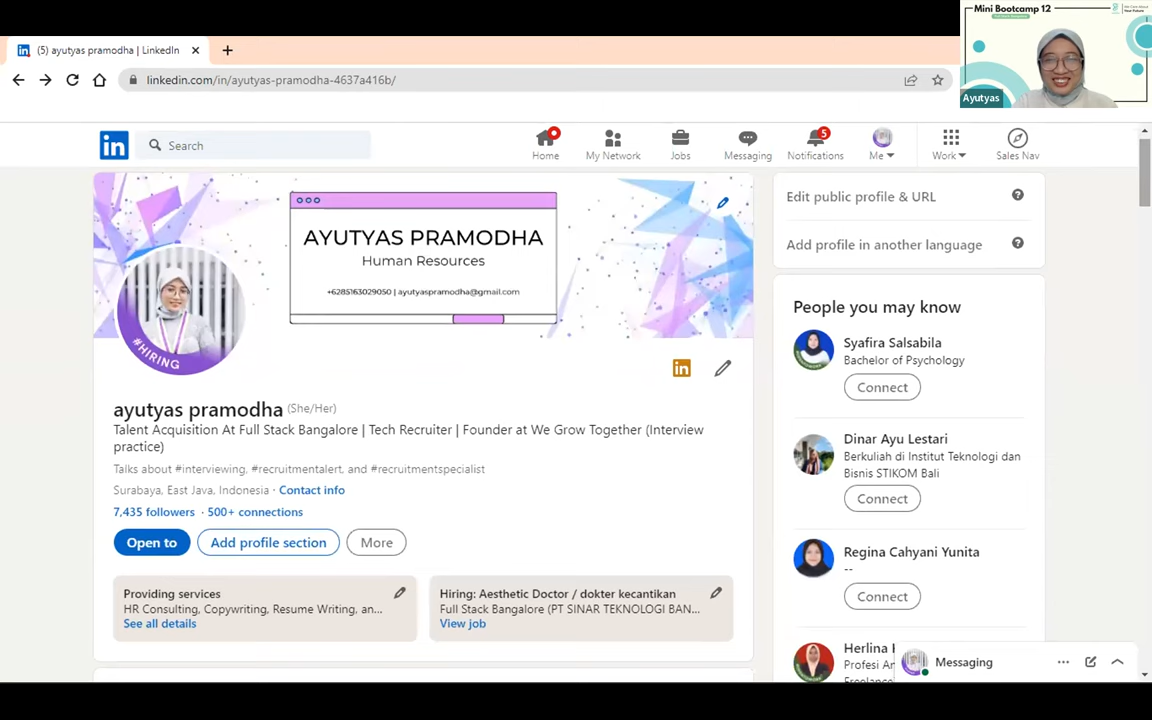 (5) ayutyas pramodha | LinkedIn
linkedin.com/in/ayutyas-pramodha-4637a416b/
Mini Bootcamp 12
Ayutyas
in
Search
Home
My Network
Jobs
Messaging
5
Notifications
Me
Work
Sales Nav
AYUTYAS PRAMODHA
Human Resources
+6285163029050 | ayutyaspramodha@gmail.com
#HIRING
in
ayutyas pramodha (She/Her)
Talent Acquisition At Full Stack Bangalore | Tech Recruiter | Founder at We Grow Together (Interview
practice)
Talks about #interviewing, #recruitmentalert, and #recruitmentspecialist
Surabaya, East Java, Indonesia · Contact info
7,435 followers · 500+ connections
Open to
Add profile section
More
Providing services
HR Consulting, Copywriting, Resume Writing, an...
See all details
Hiring: Aesthetic Doctor / dokter kecantikan
Full Stack Bangalore (PT SINAR TEKNOLOGI BAN...
View job
Edit public profile & URL
Add profile in another language
People you may know
Syafira Salsabila
Bachelor of Psychology
Connect
Dinar Ayu Lestari
Berkuliah di Institut Teknologi dan
Bisnis STIKOM Bali
Connect
Regina Cahyani Yunita
--
Connect
Herlina
Profesi
Freelance
Messaging